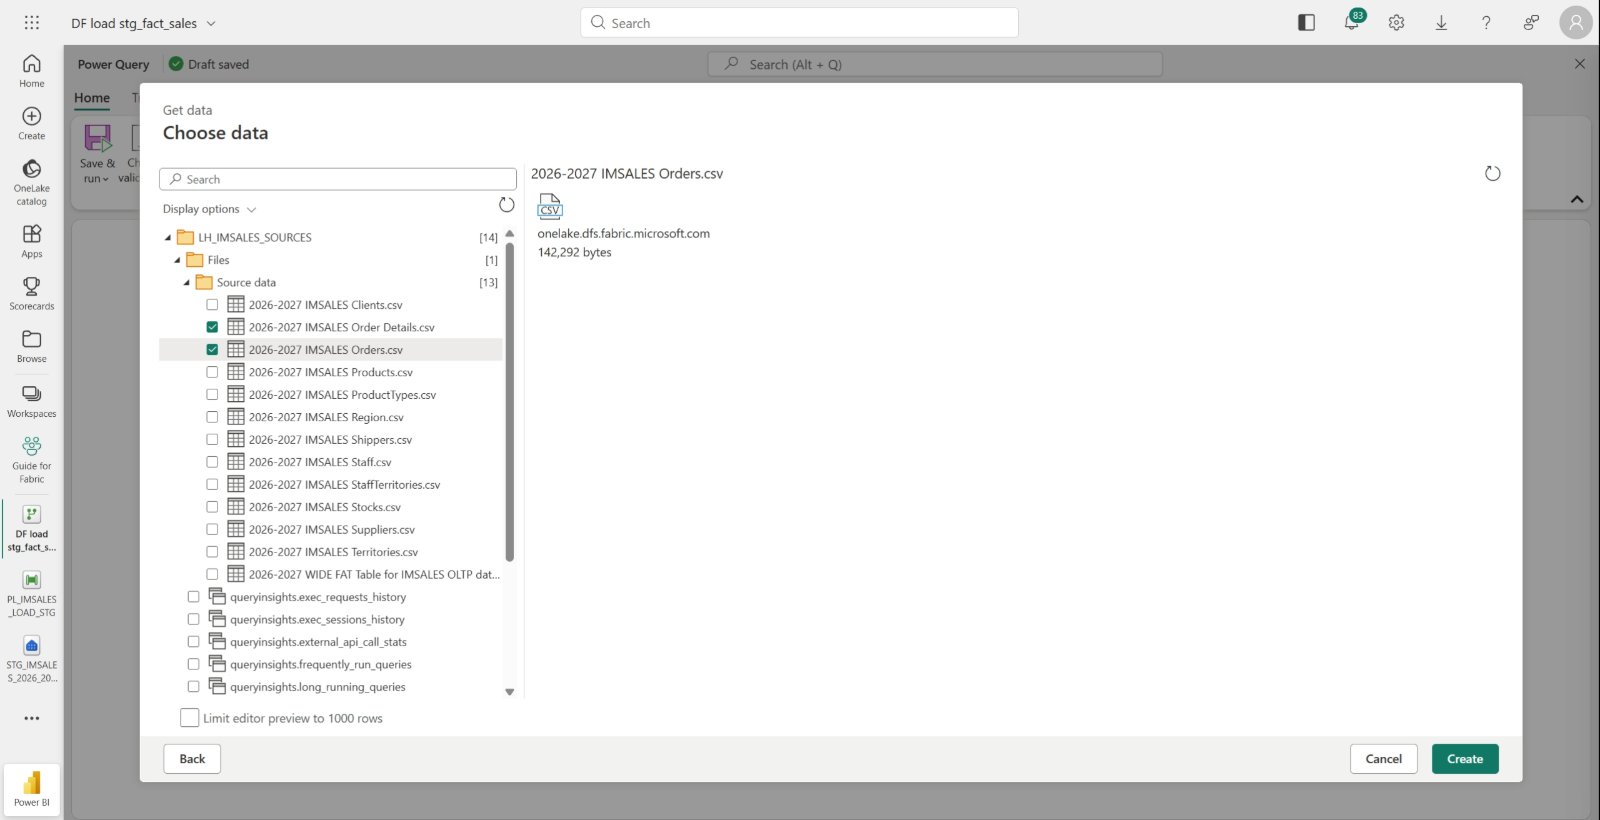 DF load stg_fact_sales
Search
83
Home
Create
OneLake
catalog
Apps
Scorecards
Browse
Workspaces
Guide for
Fabric
DF load
stg_fact_s...
PL_IMSALES
_LOAD_STG
STG_IMSALE
S_2026_20...
Power BI
Power Query
Draft saved
Search (Alt + Q)
Home
Save &
run
valid
Get data
Choose data
Search
Display options
LH_IMSALES_SOURCES [14]
Files [1]
Source data [13]
2026-2027 IMSALES Clients.csv
2026-2027 IMSALES Order Details.csv
2026-2027 IMSALES Orders.csv
2026-2027 IMSALES Products.csv
2026-2027 IMSALES ProductTypes.csv
2026-2027 IMSALES Region.csv
2026-2027 IMSALES Shippers.csv
2026-2027 IMSALES Staff.csv
2026-2027 IMSALES StaffTerritories.csv
2026-2027 IMSALES Stocks.csv
2026-2027 IMSALES Suppliers.csv
2026-2027 IMSALES Territories.csv
2026-2027 WIDE FAT Table for IMSALES OLTP dat...
queryinsights.exec_requests_history
queryinsights.exec_sessions_history
queryinsights.external_api_call_stats
queryinsights.frequently_run_queries
queryinsights.long_running_queries
Limit editor preview to 1000 rows
2026-2027 IMSALES Orders.csv
CSV
onelake.dfs.fabric.microsoft.com
142,292 bytes
Back
Cancel
Create